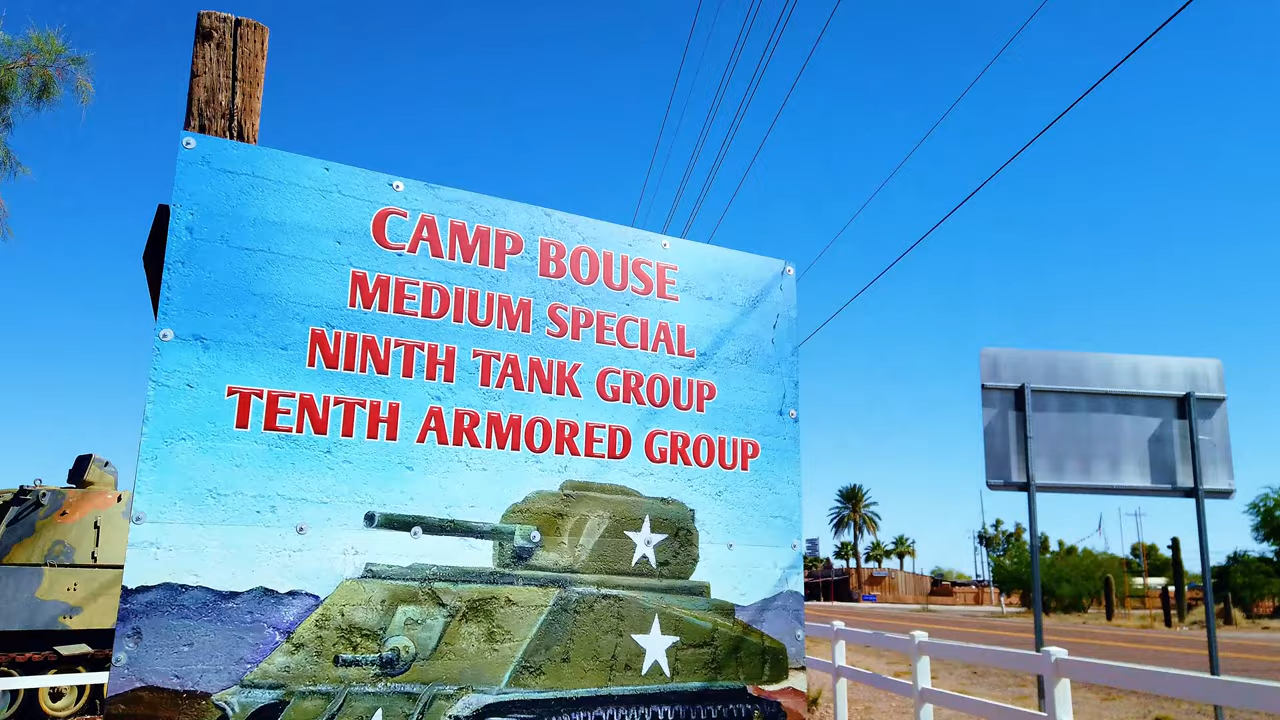 CAMP BOUSE
MEDIUM SPECIAL
NINTH TANK GROUP
TENTH ARMORED GROUP